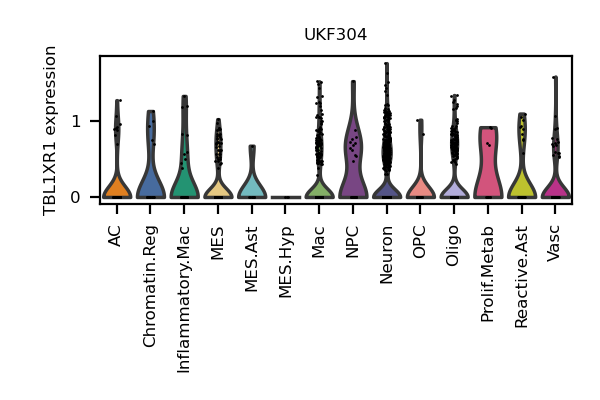 UKF304
TBL1XR1 expression
1
0
AC
Chromatin.Reg
Inflammatory.Mac
MES
MES.Ast
MES.Hyp
Mac
NPC
Neuron
OPC
Oligo
Prolif.Metab
Reactive.Ast
Vasc